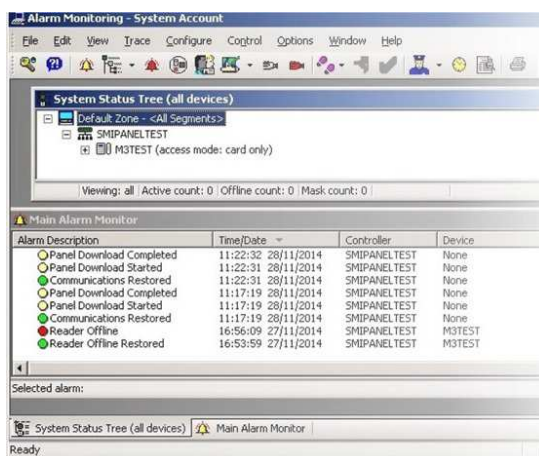 Alarm Monitoring - System Account
File Edit View Trace Configure Control Options Window Help
System Status Tree (all devices)
Default Zone - <All Segments>
SMIPANELTEST
M3TEST (access mode: card only)
Viewing: all Active count: 0 Offline count: 0 Mask count: 0
Main Alarm Monitor
Alarm Description Time/Date Controller Device
Panel Download Completed 11:22:32 28/11/2014 SMIPANELTEST None
Panel Download Started 11:22:31 28/11/2014 SMIPANELTEST None
Communications Restored 11:22:31 28/11/2014 SMIPANELTEST None
Panel Download Completed 11:17:19 28/11/2014 SMIPANELTEST None
Panel Download Started 11:17:19 28/11/2014 SMIPANELTEST None
Communications Restored 11:17:19 28/11/2014 SMIPANELTEST None
Reader Offline 16:56:09 27/11/2014 SMIPANELTEST M3TEST
Reader Offline Restored 16:53:59 27/11/2014 SMIPANELTEST M3TEST
Selected alarm:
System Status Tree (all devices) Main Alarm Monitor
Ready